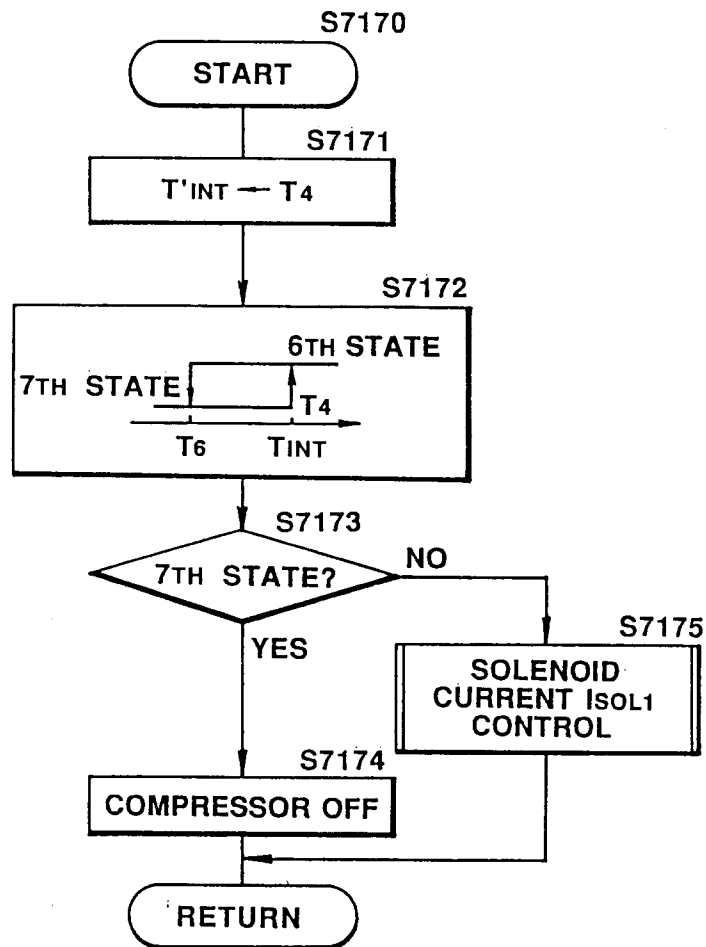 S7170
START
S7171
T'INT ← T4
S7172
6TH STATE
7TH STATE
T4
T6 TINT
S7173
7TH STATE?
NO
YES
S7175
SOLENOID
CURRENT ISOL1
CONTROL
S7174
COMPRESSOR OFF
RETURN